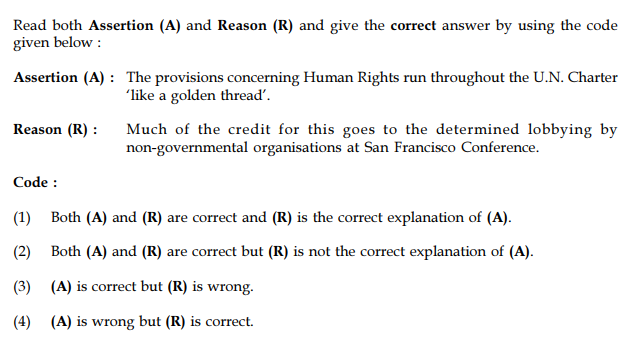 Read both Assertion (A) and Reason (R) and give the correct answer by using the code
given below :
Assertion (A) : The provisions concerning Human Rights run throughout the U.N. Charter
‘like a golden thread’.
Reason (R) : Much of the credit for this goes to the determined lobbying by
non-governmental organisations at San Francisco Conference.
Code :
(1) Both (A) and (R) are correct and (R) is the correct explanation of (A).
(2) Both (A) and (R) are correct but (R) is not the correct explanation of (A).
(3) (A) is correct but (R) is wrong.
(4) (A) is wrong but (R) is correct.